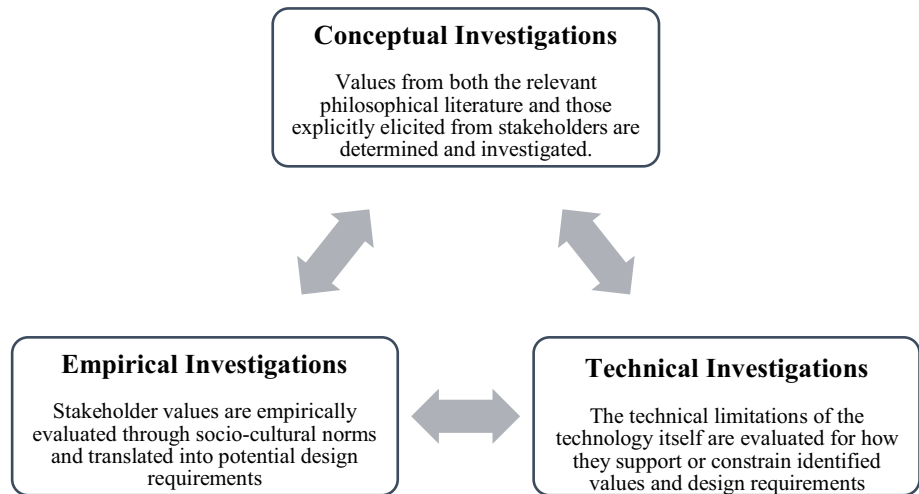 Conceptual Investigations
Values from both the relevant
philosophical literature and those
explicitly elicited from stakeholders are
determined and investigated.
Empirical Investigations
Stakeholder values are empirically
evaluated through socio-cultural norms
and translated into potential design
requirements
Technical Investigations
The technical limitations of the
technology itself are evaluated for how
they support or constrain identified
values and design requirements